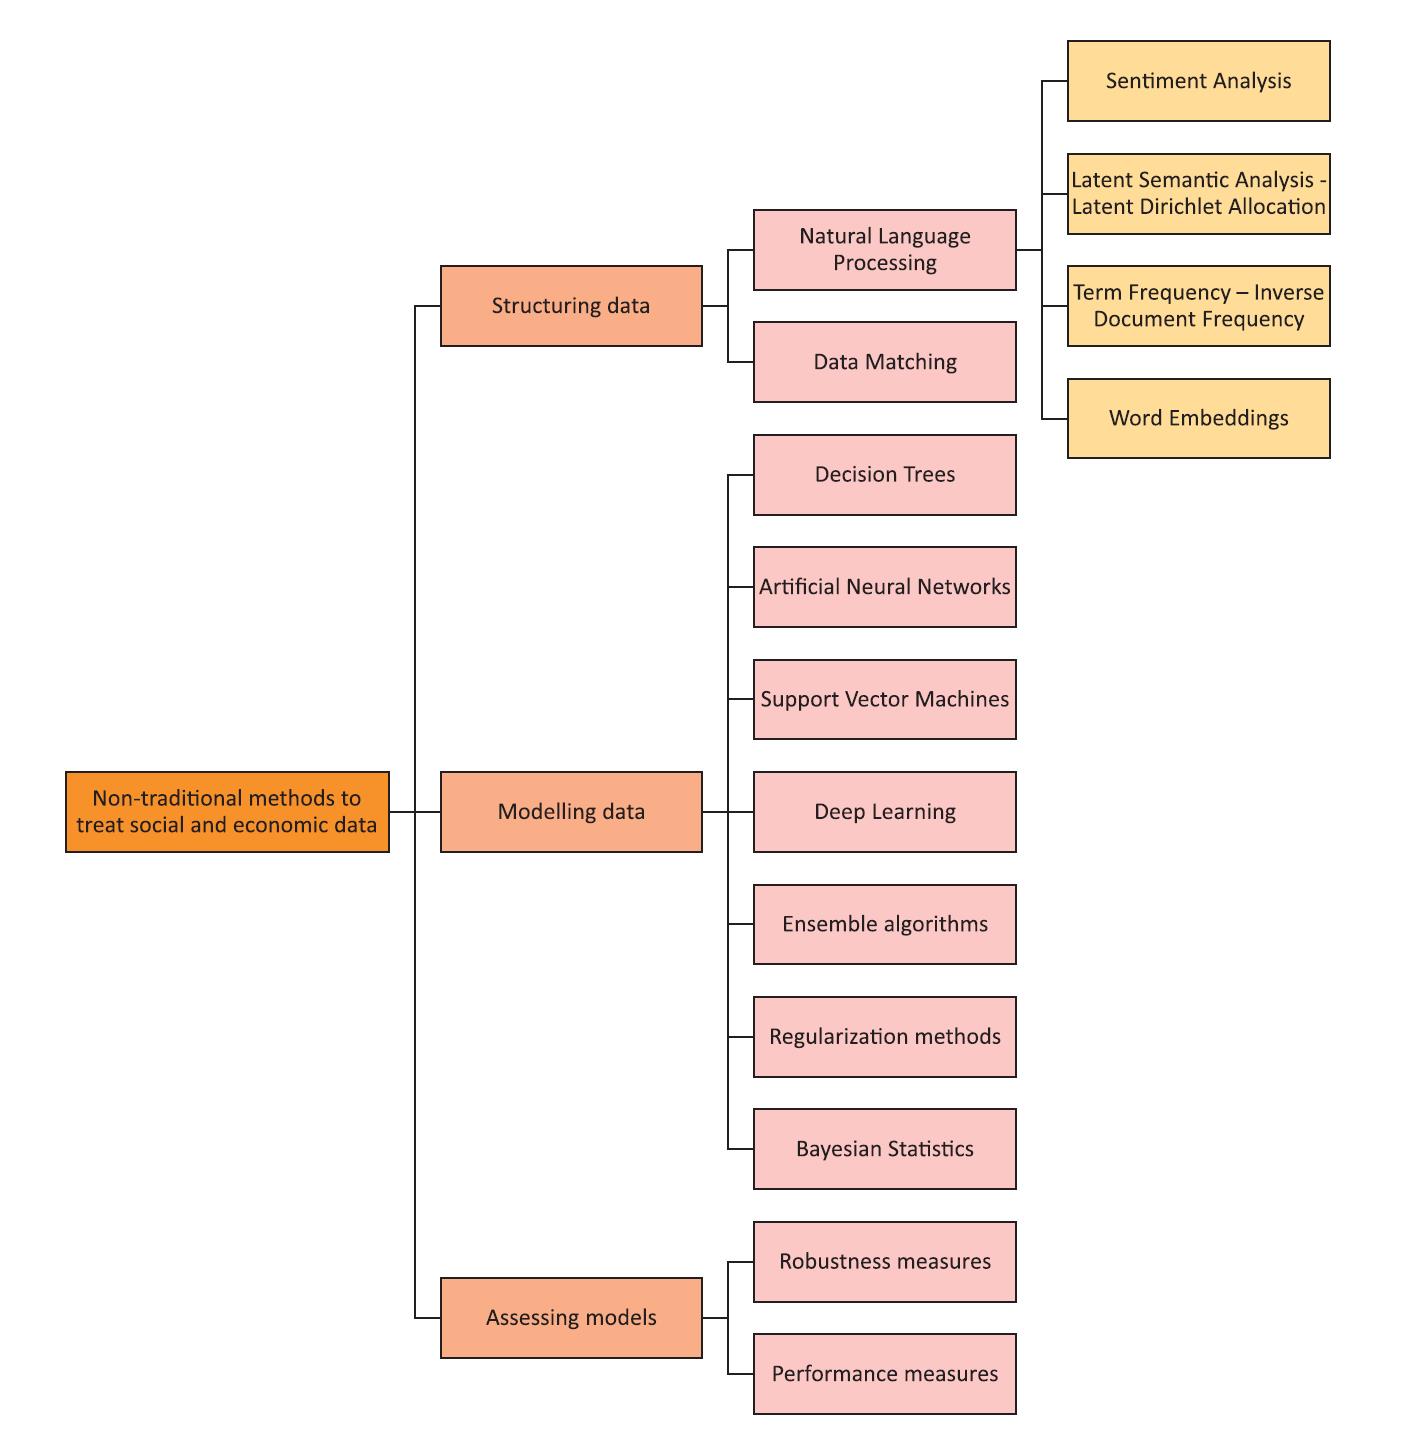 Sentiment Analysis
Latent Semantic Analysis -
Latent Dirichlet Allocation
Natural Language
Processing
Structuring data
Term Frequency – Inverse
Document Frequency
Data Matching
Word Embeddings
Decision Trees
Artificial Neural Networks
Support Vector Machines
Non-traditional methods to
treat social and economic data
Modelling data
Deep Learning
Ensemble algorithms
Regularization methods
Bayesian Statistics
Robustness measures
Assessing models
Performance measures